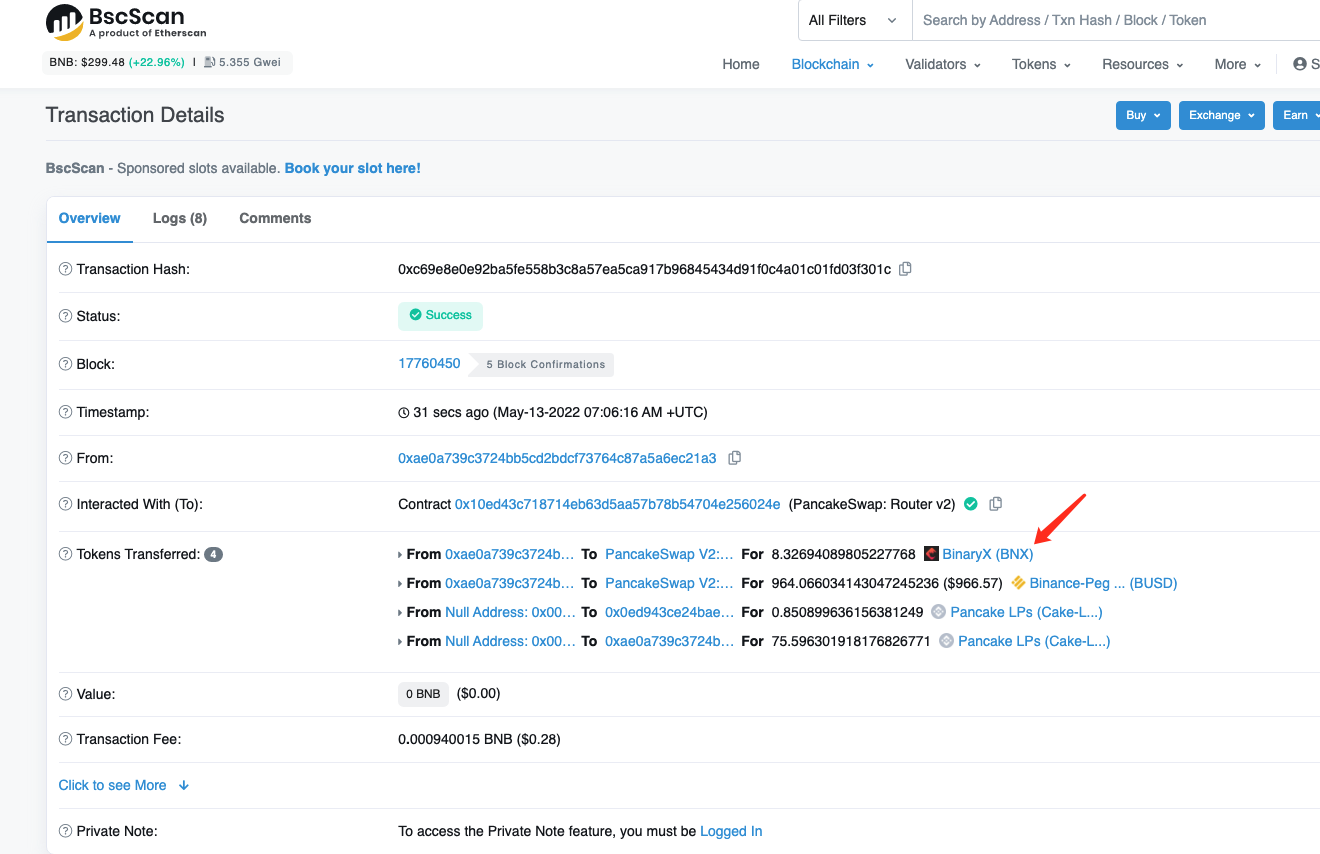 BscScan
A product of Etherscan
BNB: $299.48 (+22.96%) | 5.355 Gwei
All Filters Search by Address / Txn Hash / Block / Token
Home Blockchain Validators Tokens Resources More S
Transaction Details
Buy Exchange Earn
BscScan - Sponsored slots available. Book your slot here!
Overview Logs (8) Comments
Transaction Hash: 0xc69e8e0e92ba5fe558b3c8a57ea5ca917b96845434d91f0c4a01c01fd03f301c
Status: Success
Block: 17760450 5 Block Confirmations
Timestamp: 31 secs ago (May-13-2022 07:06:16 AM +UTC)
From: 0xae0a739c3724bb5cd2bdcf73764c87a5a6ec21a3
Interacted With (To): Contract 0x10ed43c718714eb63d5aa57b78b54704e256024e (PancakeSwap: Router v2)
Tokens Transferred: 4 From 0xae0a739c3724b... To PancakeSwap V2:... For 8.32694089805227768 BinaryX (BNX)
From 0xae0a739c3724b... To PancakeSwap V2:... For 964.066034143047245236 ($966.57) Binance-Peg ... (BUSD)
From Null Address: 0x00... To 0x0ed943ce24bae... For 0.850899636156381249 Pancake LPs (Cake-L...)
From Null Address: 0x00... To 0xae0a739c3724b... For 75.596301918176826771 Pancake LPs (Cake-L...)
Value: 0 BNB ($0.00)
Transaction Fee: 0.000940015 BNB ($0.28)
Click to see More
Private Note: To access the Private Note feature, you must be Logged In